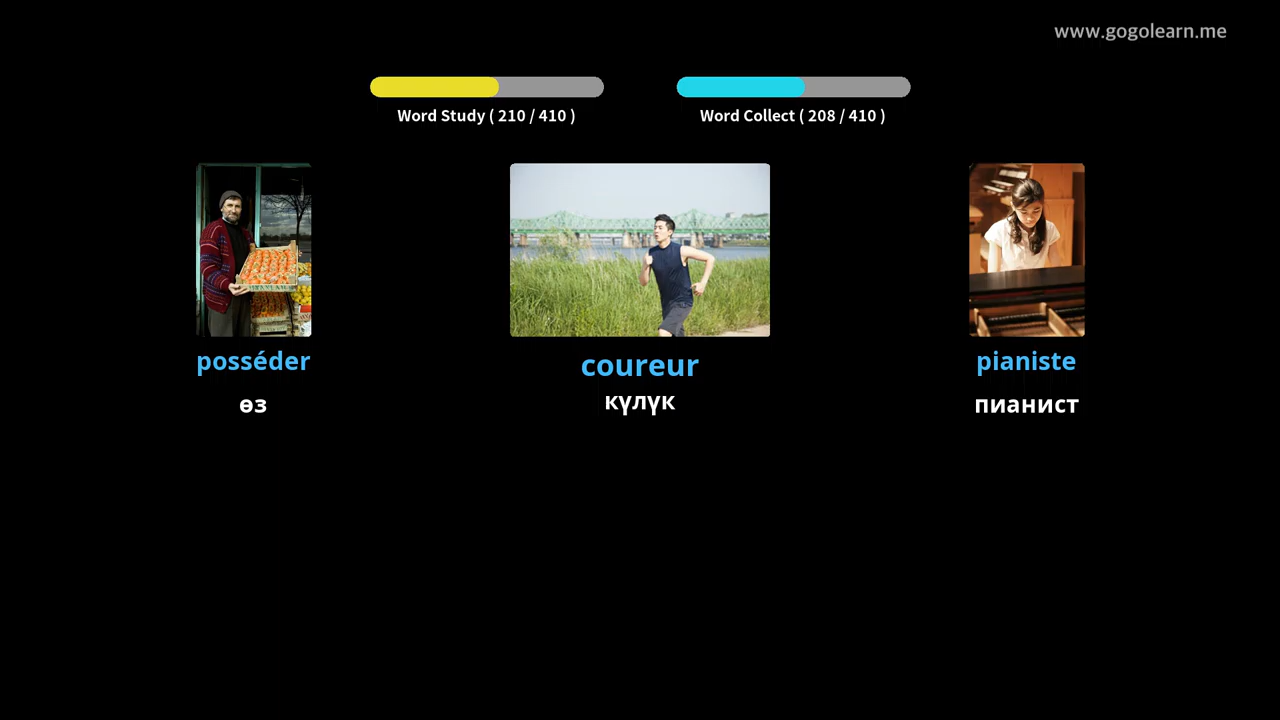 www.gogolearn.me
Word Study ( 210 / 410 )
Word Collect ( 208 / 410 )
posséder
өз
coureur
күлүк
pianiste
пианист